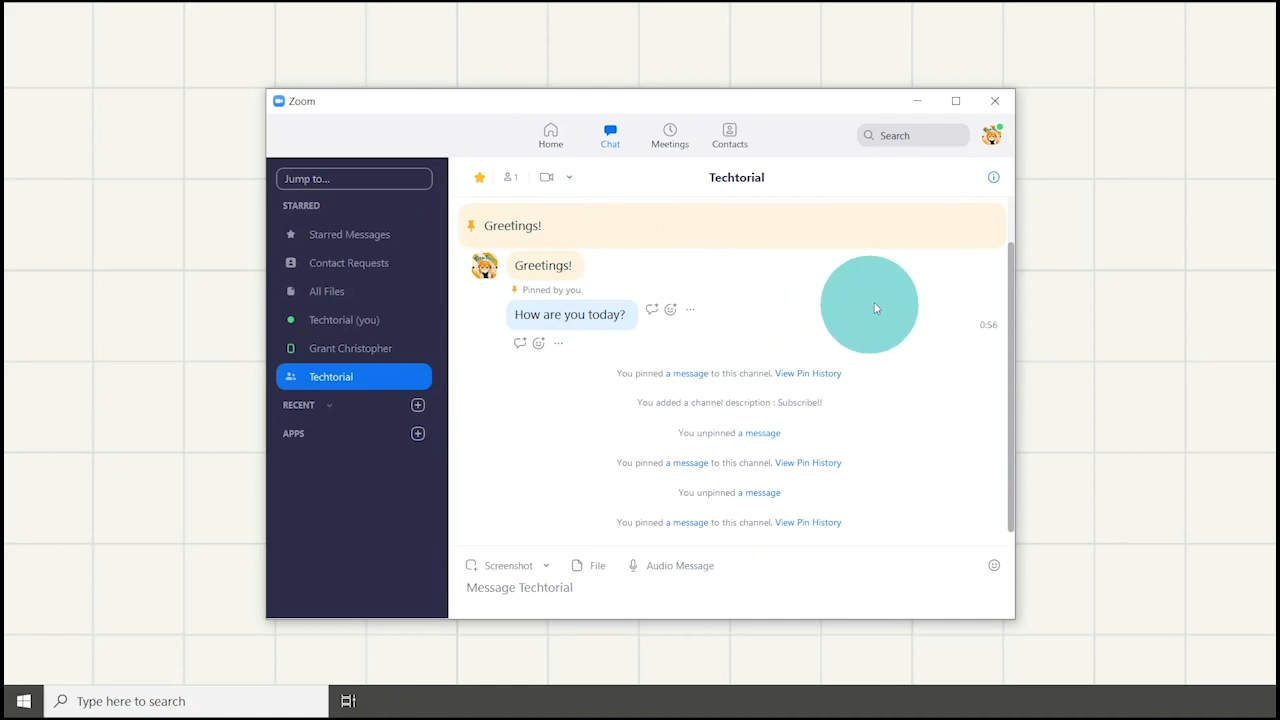 Zoom
Home
Chat
Meetings
Contacts
Search
Jump to...
STARRED
Starred Messages
Contact Requests
All Files
Techtorial (you)
Grant Christopher
Techtorial
RECENT
APPS
1
Techtorial
Greetings!
Greetings!
Pinned by you
How are you today?
0:56
You pinned a message to this channel. View Pin History
You added a channel description : Subscribe!!
You unpinned a message
You pinned a message to this channel. View Pin History
You unpinned a message
You pinned a message to this channel. View Pin History
Screenshot
File
Audio Message
Message Techtorial
Type here to search